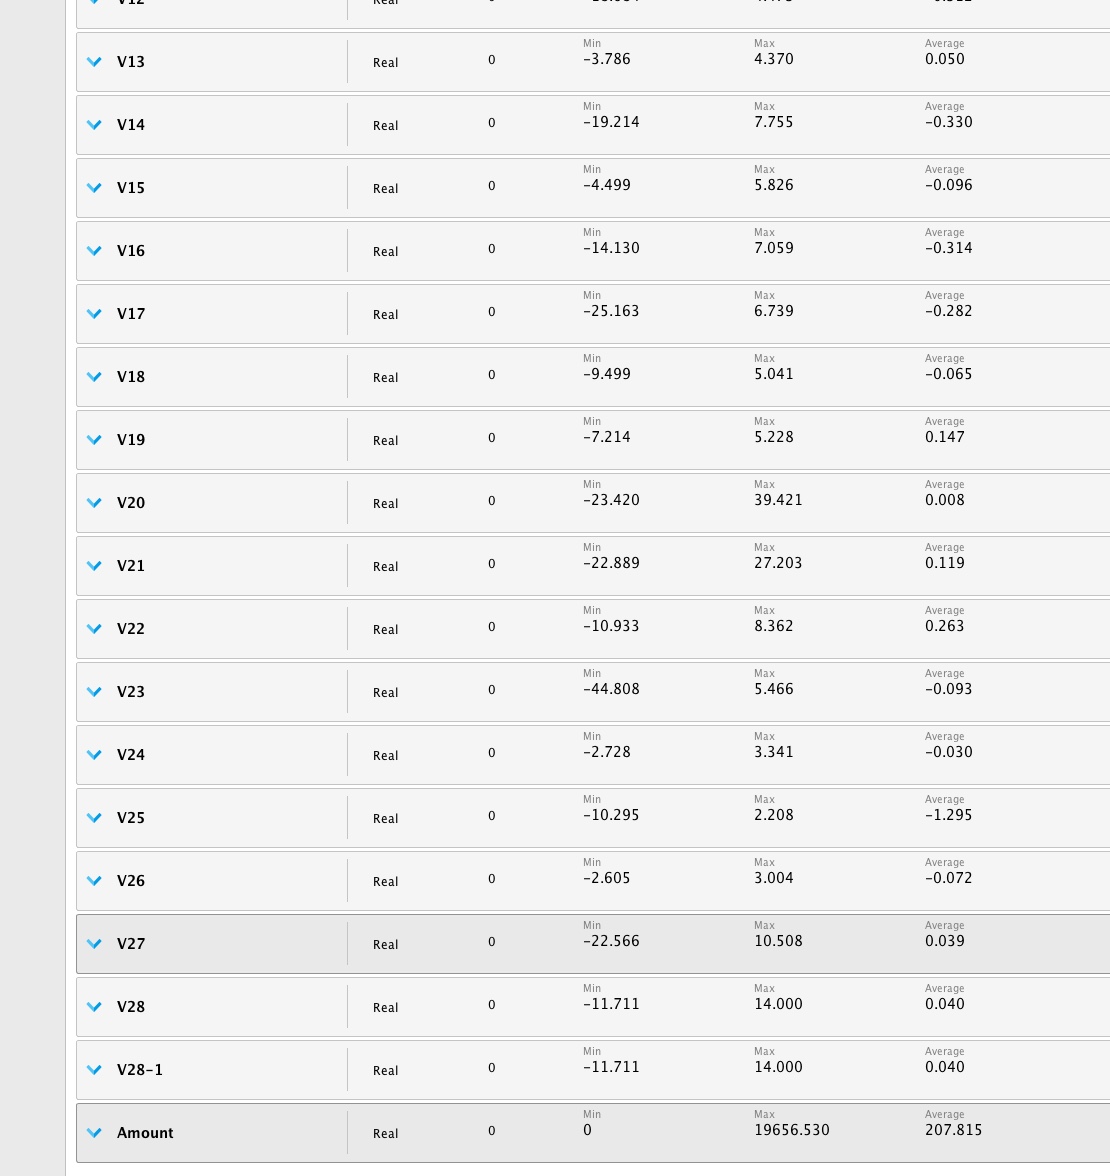 Min Max Average
V13 Real 0 -3.786 4.370 0.050
Min Max Average
V14 Real 0 -19.214 7.755 -0.330
Min Max Average
V15 Real 0 -4.499 5.826 -0.096
Min Max Average
V16 Real 0 -14.130 7.059 -0.314
Min Max Average
V17 Real 0 -25.163 6.739 -0.282
Min Max Average
V18 Real 0 -9.499 5.041 -0.065
Min Max Average
V19 Real 0 -7.214 5.228 0.147
Min Max Average
V20 Real 0 -23.420 39.421 0.008
Min Max Average
V21 Real 0 -22.889 27.203 0.119
Min Max Average
V22 Real 0 -10.933 8.362 0.263
Min Max Average
V23 Real 0 -44.808 5.466 -0.093
Min Max Average
V24 Real 0 -2.728 3.341 -0.030
Min Max Average
V25 Real 0 -10.295 2.208 -1.295
Min Max Average
V26 Real 0 -2.605 3.004 -0.072
Min Max Average
V27 Real 0 -22.566 10.508 0.039
Min Max Average
V28 Real 0 -11.711 14.000 0.040
Min Max Average
V28-1 Real 0 -11.711 14.000 0.040
Min Max Average
Amount Real 0 0 19656.530 207.815